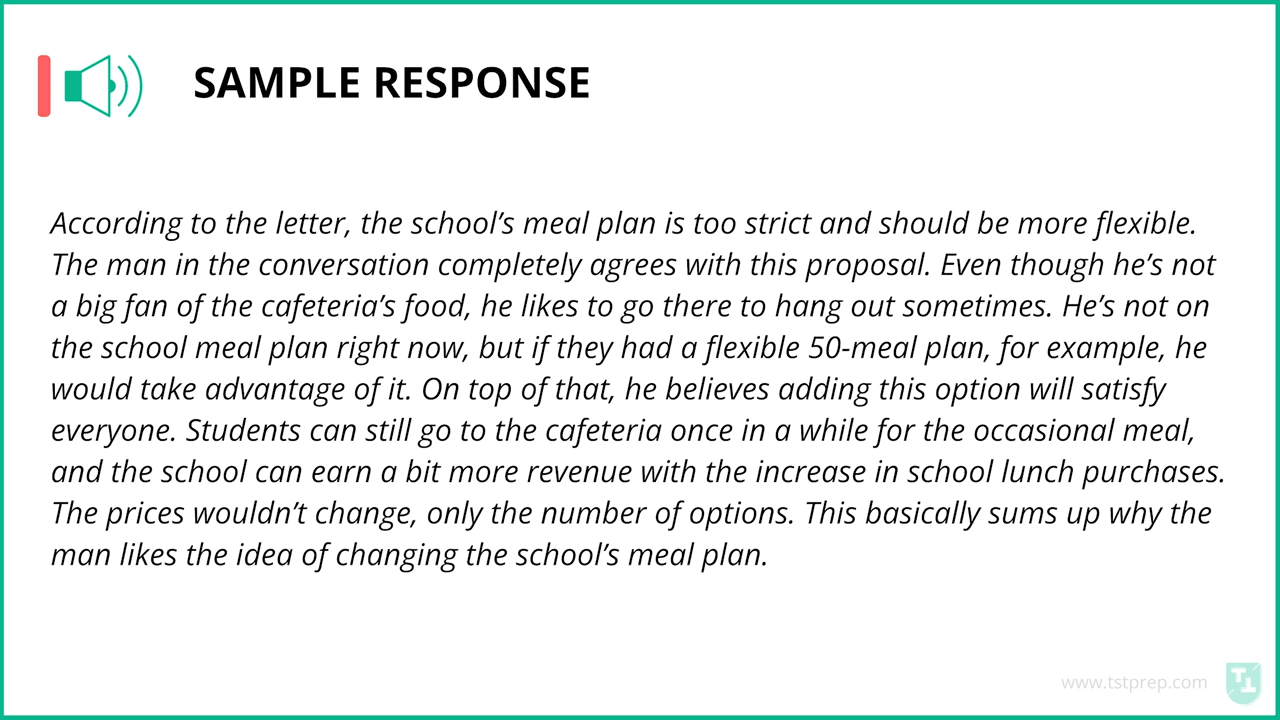 SAMPLE RESPONSE
According to the letter, the school’s meal plan is too strict and should be more flexible.
The man in the conversation completely agrees with this proposal. Even though he’s not
a big fan of the cafeteria’s food, he likes to go there to hang out sometimes. He’s not on
the school meal plan right now, but if they had a flexible 50-meal plan, for example, he
would take advantage of it. On top of that, he believes adding this option will satisfy
everyone. Students can still go to the cafeteria once in a while for the occasional meal,
and the school can earn a bit more revenue with the increase in school lunch purchases.
The prices wouldn’t change, only the number of options. This basically sums up why the
man likes the idea of changing the school’s meal plan.
www.tstprep.com